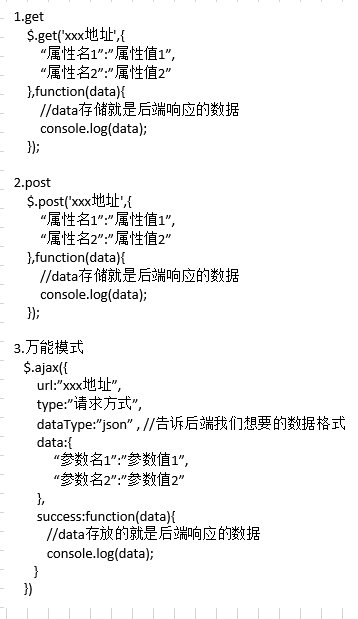 1.get
$.get('xxx地址',{
“属性名1”:”属性值1”,
“属性名2”:”属性值2”
},function(data){
//data存储就是后端响应的数据
console.log(data);
});
2.post
$.post('xxx地址',{
“属性名1”:”属性值1”,
“属性名2”:”属性值2”
},function(data){
//data存储就是后端响应的数据
console.log(data);
});
3.万能模式
$.ajax({
url:”xxx地址”,
type:”请求方式”,
dataType:”json” , //告诉后端我们想要的数据格式
data:{
“参数名1”:”参数值1”,
“参数名2”:”参数值2”
},
success:function(data){
//data存放的就是后端响应的数据
console.log(data);
}
})